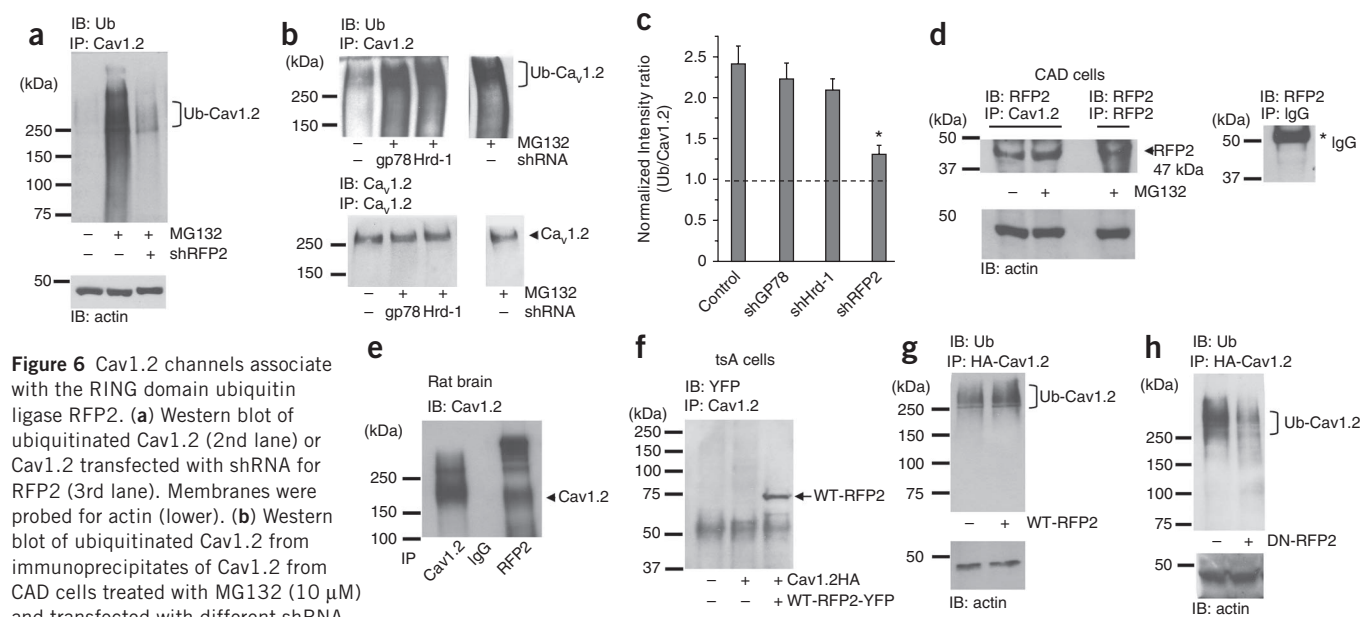 a
IB: Ub
IP: Cav1.2
(kDa)
Ub-Cav1.2
250
150
100
75
– + + MG132
– – + shRFP2
50
IB: actin
b
IB: Ub
IP: Cav1.2
(kDa)
Ub-Cav1.2
250
150
– + + + MG132
– gp78 Hrd-1 – shRNA
IB: Cav1.2
IP: Cav1.2
Cav1.2
250
150
– + + + MG132
– gp78 Hrd-1 – shRNA
c
Normalized Intensity ratio
(Ub/Cav1.2)
2.5
2.0
1.0
0
*
Control
shGP78
shHrd-1
shRFP2
d
CAD cells
IB: RFP2 IB: RFP2
IP: Cav1.2 IP: RFP2
(kDa)
50
37
RFP2
47 kDa
– + + MG132
50
IB: actin
IB: RFP2
IP: IgG
(kDa)
50
37
* IgG
Figure 6 Cav1.2 channels associate
with the RING domain ubiquitin
ligase RFP2. (a) Western blot of
ubiquitinated Cav1.2 (2nd lane) or
Cav1.2 transfected with shRNA for
RFP2 (3rd lane). Membranes were
probed for actin (lower). (b) Western
blot of ubiquitinated Cav1.2 from
immunoprecipitates of Cav1.2 from
CAD cells treated with MG132 (10 μM)
and transfected with different shRNA
e
Rat brain
IB: Cav1.2
(kDa)
250
150
100
Cav1.2
IP Cav1.2 IgG RFP2
f
tsA cells
IB: YFP
IP: Cav1.2
(kDa)
250
150
100
75
50
37
WT-RFP2
– + + Cav1.2HA
– – + WT-RFP2-YFP
g
IB: Ub
IP: HA-Cav1.2
(kDa)
250
150
100
75
Ub-Cav1.2
– + WT-RFP2
50
IB: actin
h
IB: Ub
IP: HA-Cav1.2
(kDa)
250
150
100
75
Ub-Cav1.2
– + DN-RFP2
50
IB: actin